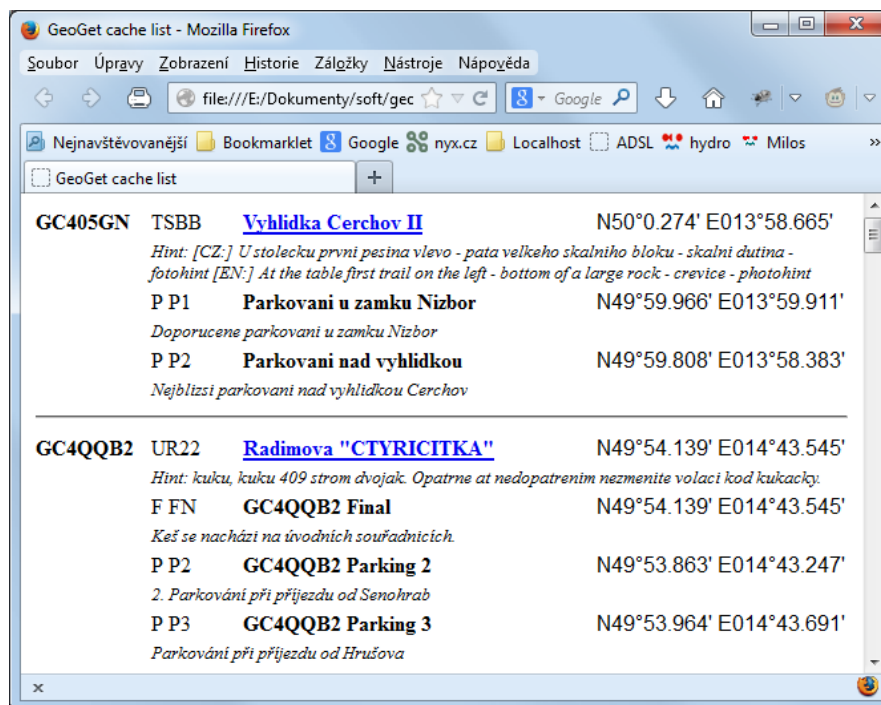 GeoGet cache list - Mozilla Firefox
Soubor Úpravy Zobrazení Historie Záložky Nástroje Nápověda
file:///E:/Dokumenty/soft/gec Google
Nejnavštěvovanější Bookmarklet Google nyx.cz Localhost ADSL hydro Milos »
GeoGet cache list +
GC405GN TSBB Vyhlidka Cerchov II N50°0.274' E013°58.665'
Hint: [CZ:] U stolecku prvni pesina vlevo - pata velkeho skalniho bloku - skalni dutina -
fotohint [EN:] At the table first trail on the left - bottom of a large rock - crevice - photohint
P P1 Parkovani u zamku Nizbor N49°59.966' E013°59.911'
Doporucene parkovani u zamku Nizbor
P P2 Parkovani nad vyhlidkou N49°59.808' E013°58.383'
Nejblizsi parkovani nad vyhlidkou Cerchov
GC4QQB2 UR22 Radimova "CTYRICITKA" N49°54.139' E014°43.545'
Hint: kuku, kuku 409 strom dvojak. Opatrne at nedopatrenim nezmenite volaci kod kukacky.
F FN GC4QQB2 Final N49°54.139' E014°43.545'
Keš se nachází na úvodních souřadnicích.
P P2 GC4QQB2 Parking 2 N49°53.863' E014°43.247'
2. Parkování při příjezdu od Senohrab
P P3 GC4QQB2 Parking 3 N49°53.964' E014°43.691'
Parkování při příjezdu od Hrušova